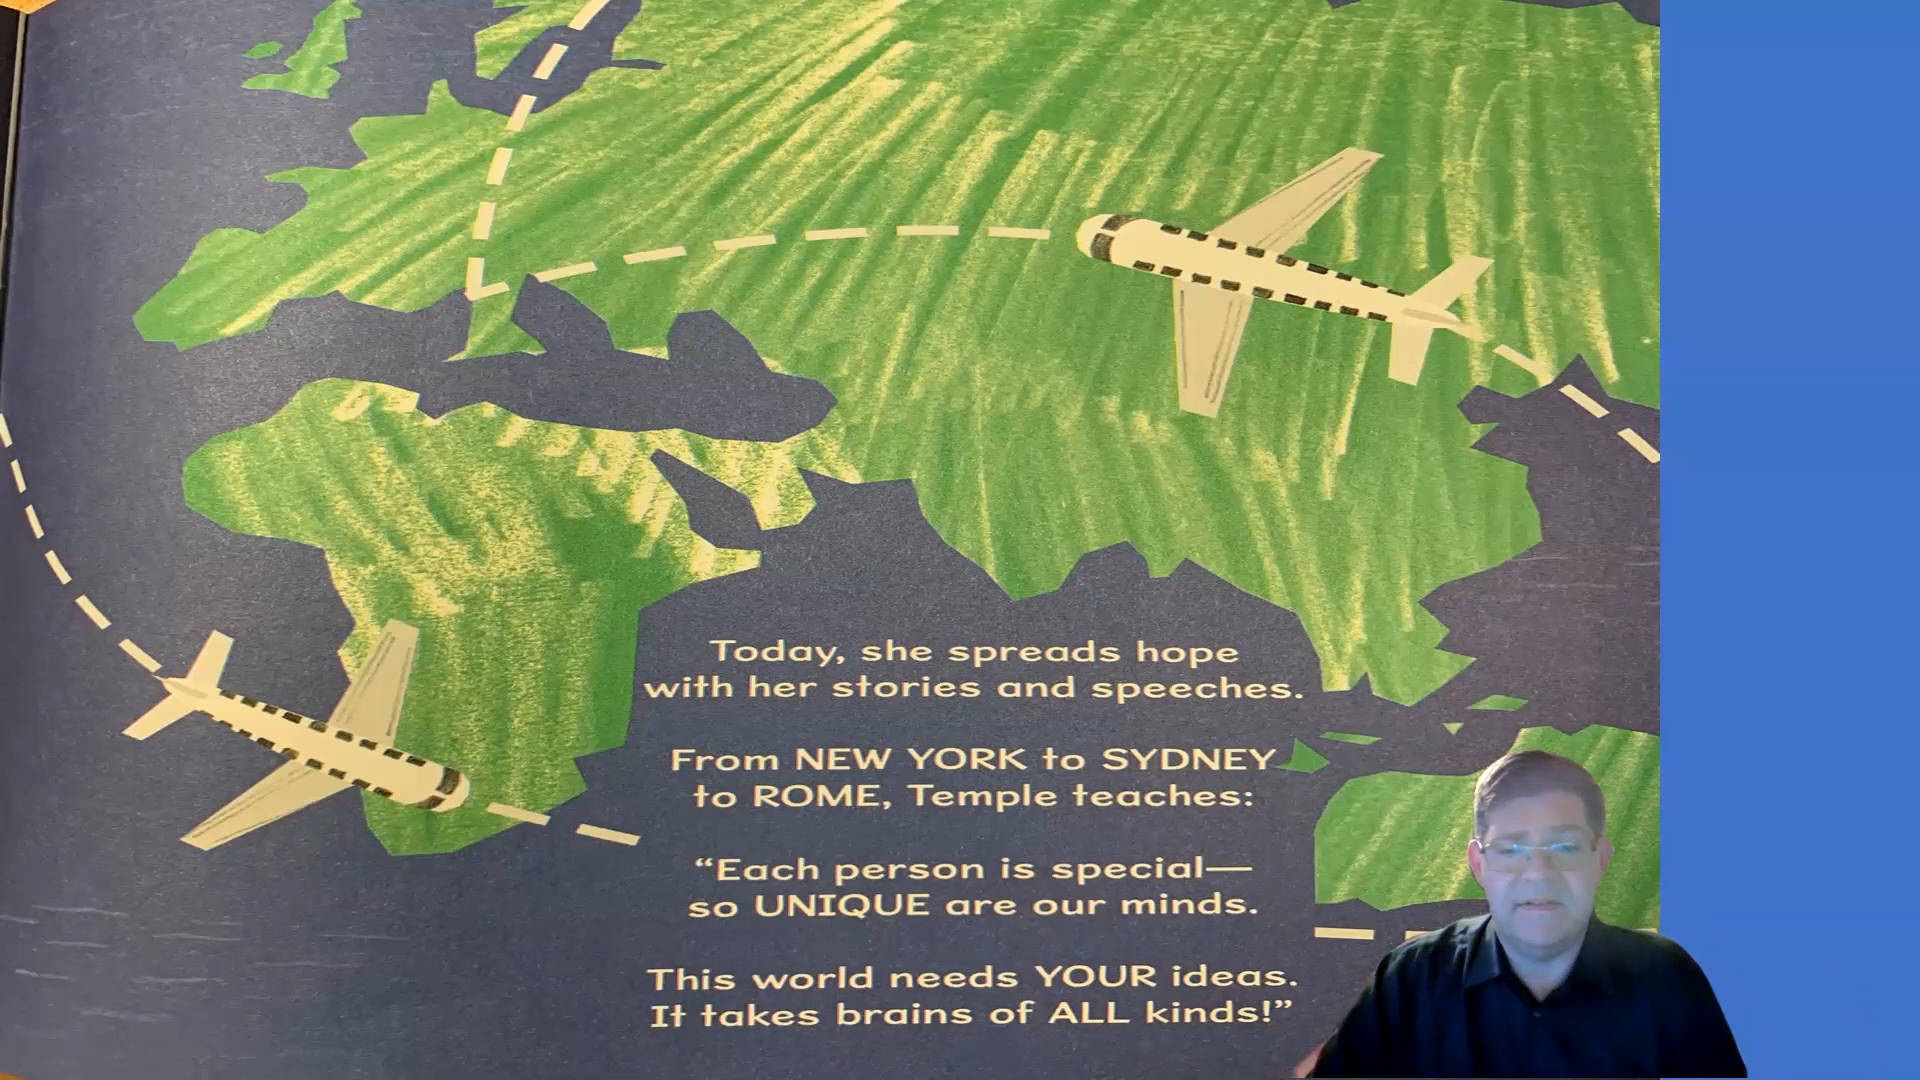 Today, she spreads hope
with her stories and speeches.
From NEW YORK to SYDNEY
to ROME, Temple teaches:
“Each person is special—
so UNIQUE are our minds.
This world needs YOUR ideas.
It takes brains of ALL kinds!”